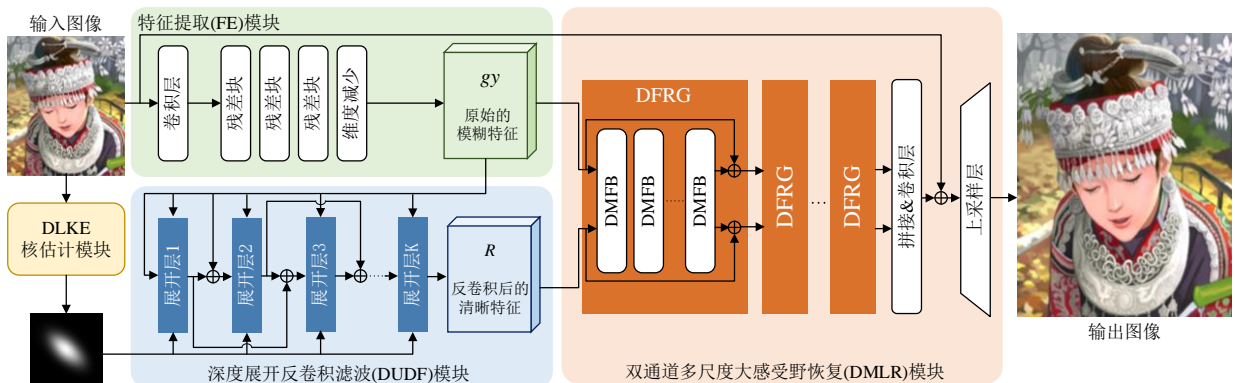 输入图像
特征提取(FE)模块
卷积层
残差块
残差块
残差块
维度减少
gy
原始的
模糊特征
DLKE
核估计模块
展开层1
展开层2
展开层3
······
展开层K
R
反卷积后的
清晰特征
深度展开反卷积滤波(DUDF)模块
DFRG
DMFB
DMFB
······
DMFB
DFRG
···
DFRG
拼接&卷积层
上采样层
双通道多尺度大感受野恢复(DMLR)模块
输出图像